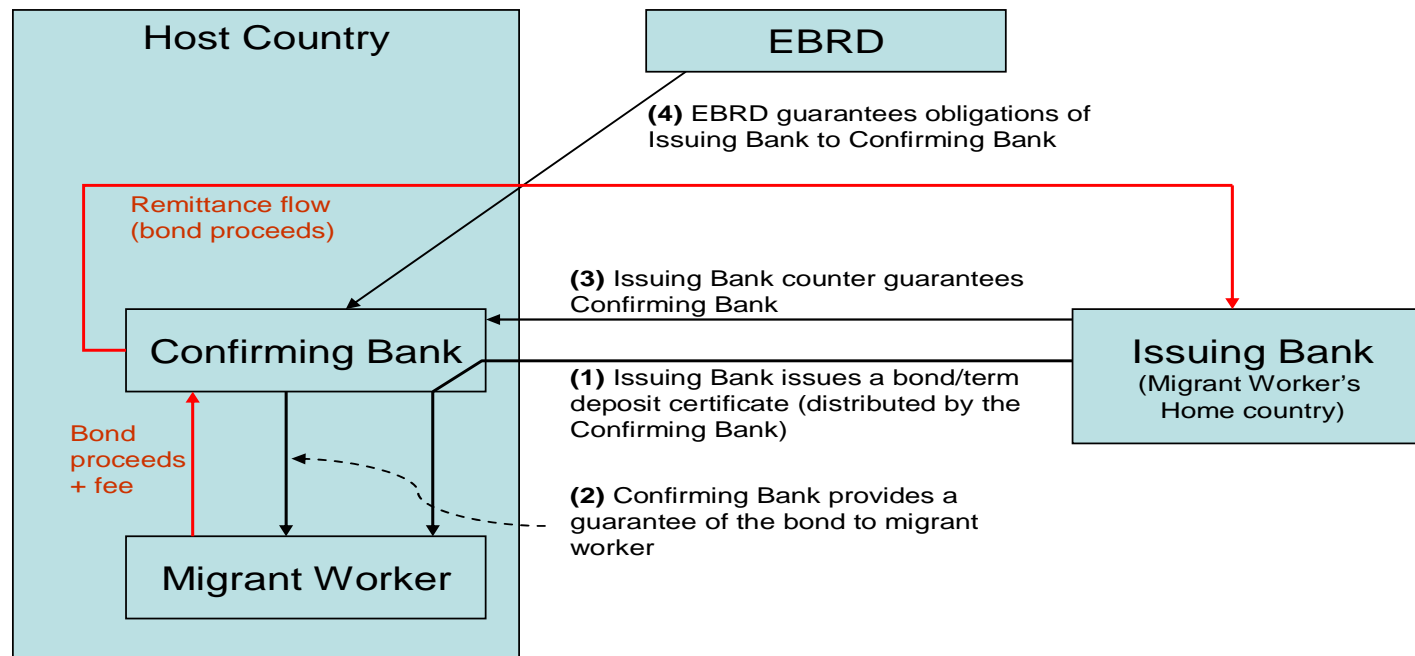 Host Country
EBRD
(4) EBRD guarantees obligations of
Issuing Bank to Confirming Bank
Remittance flow
(bond proceeds)
(3) Issuing Bank counter guarantees
Confirming Bank
Confirming Bank
Issuing Bank
(Migrant Worker's
Home country)
(1) Issuing Bank issues a bond/term
deposit certificate (distributed by the
Confirming Bank)
Bond
proceeds
+ fee
(2) Confirming Bank provides a
guarantee of the bond to migrant
worker
Migrant Worker